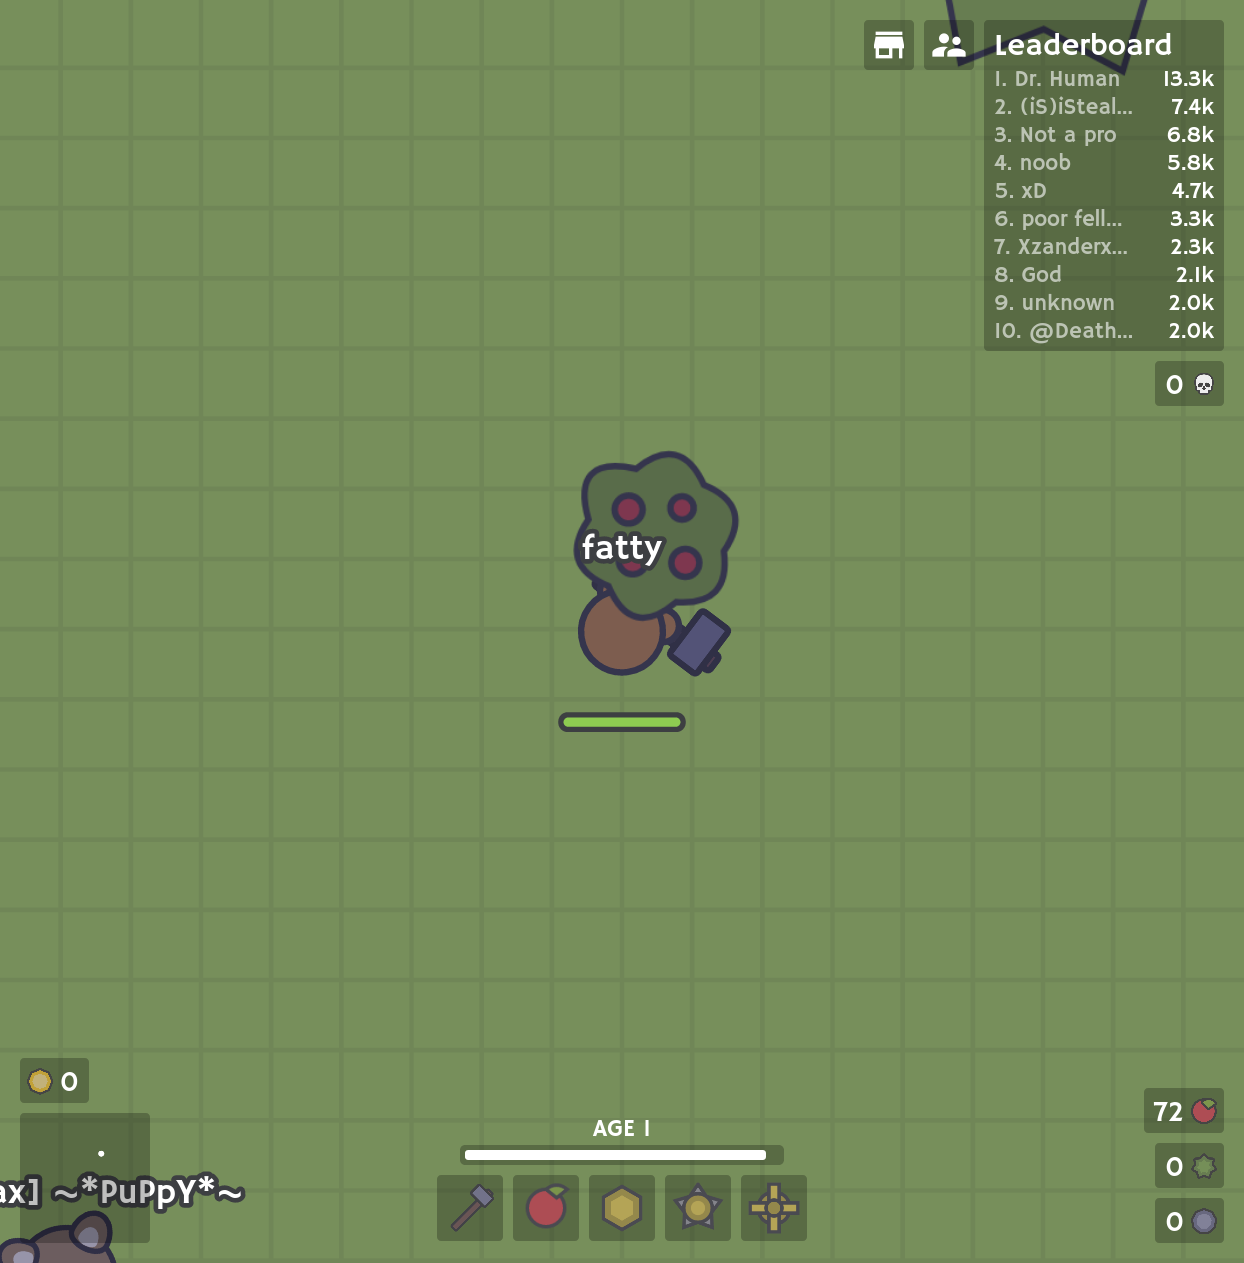 Leaderboard
1. Dr. Human 13.3k
2. (iS)iSteal... 7.4k
3. Not a pro 6.8k
4. noob 5.8k
5. xD 4.7k
6. poor fell... 3.3k
7. Xzanderx... 2.3k
8. God 2.1k
9. unknown 2.0k
10. @Death... 2.0k
0
fatty
0
72
AGE 1
0
ax] ~*PuPpY*~
0